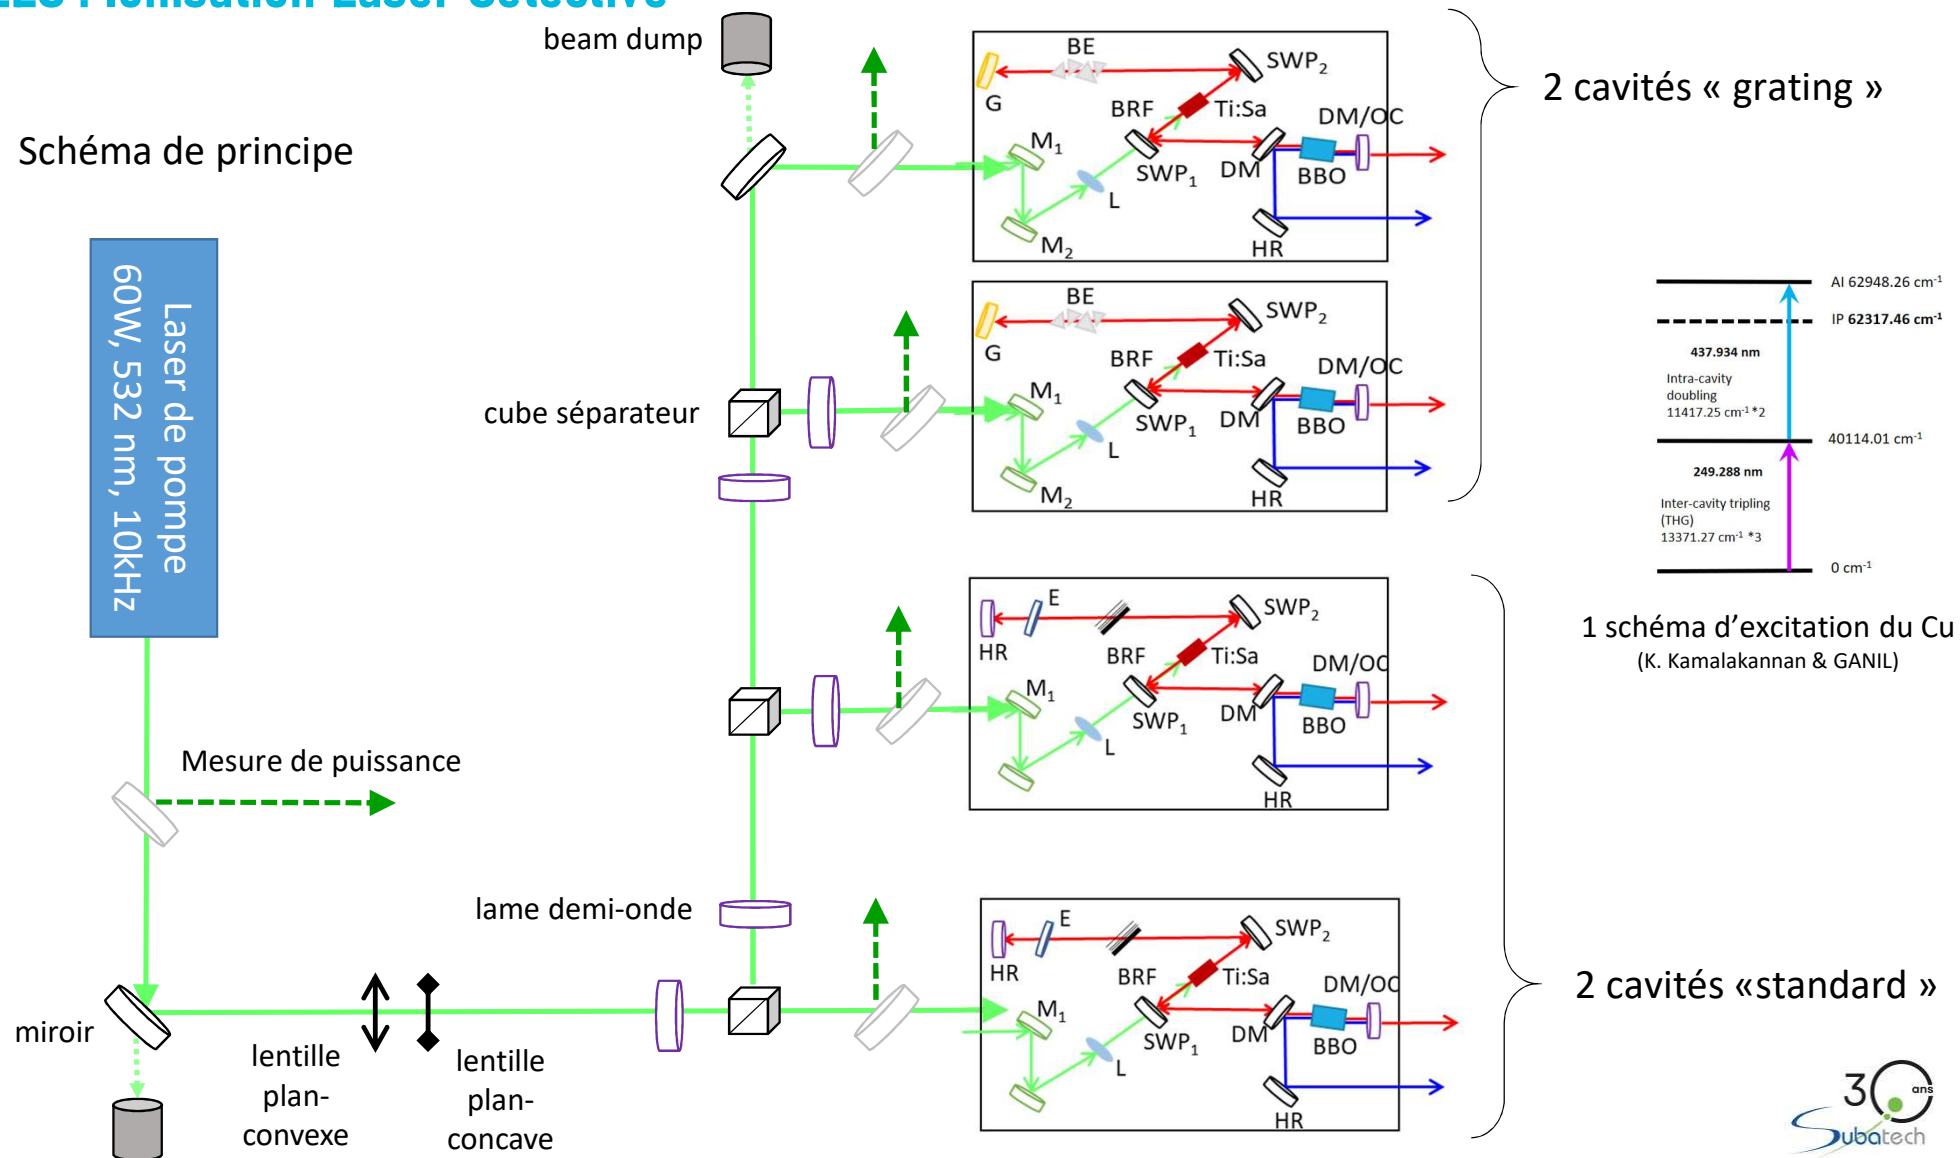 beam dump
Schéma de principe
Laser de pompe
60W, 532 nm, 10kHz
Mesure de puissance
miroir
lentille
plan-
convexe
lentille
plan-
concave
lame demi-onde
cube séparateur
BE
SWP2
G
BRF
Ti:Sa
DM/OC
M1
SWP1
DM
BBO
L
M2
HR
BE
SWP2
G
BRF
Ti:Sa
DM/OC
M1
SWP1
DM
BBO
L
M2
HR
E
SWP2
HR
BRF
Ti:Sa
DM/OC
M1
SWP1
DM
BBO
L
HR
E
SWP2
HR
BRF
Ti:Sa
DM/OC
M1
SWP1
DM
BBO
L
HR
2 cavités « grating »
AI 62948.26 cm-1
IP 62317.46 cm-1
437.934 nm
Intra-cavity
doubling
11417.25 cm-1 *2
40114.01 cm-1
249.288 nm
Inter-cavity tripling
(THG)
13371.27 cm-1 *3
0 cm-1
1 schéma d’excitation du Cu
(K. Kamalakannan & GANIL)
2 cavités «standard »
30 ans
Subatech